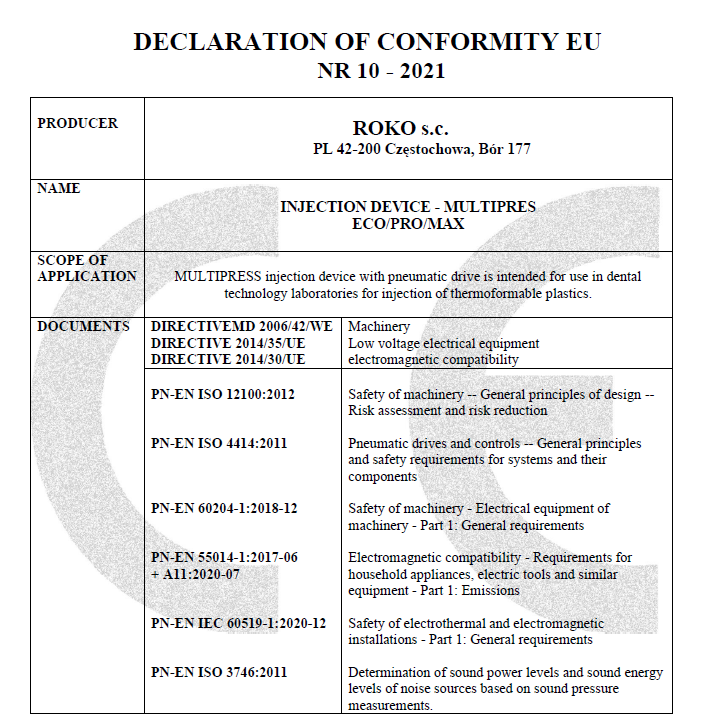 DECLARATION OF CONFORMITY EU
NR 10 - 2021
PRODUCER
ROKO s.c.
PL 42-200 Częstochowa, Bór 177
NAME
INJECTION DEVICE - MULTIPRES
ECO/PRO/MAX
SCOPE OF
APPLICATION
MULTIPRESS injection device with pneumatic drive is intended for use in dental
technology laboratories for injection of thermoformable plastics.
DOCUMENTS
DIRECTIVEMD 2006/42/WE Machinery
DIRECTIVE 2014/35/UE Low voltage electrical equipment
DIRECTIVE 2014/30/UE electromagnetic compatibility
PN-EN ISO 12100:2012 Safety of machinery -- General principles of design --
Risk assessment and risk reduction
PN-EN ISO 4414:2011 Pneumatic drives and controls -- General principles
and safety requirements for systems and their
components
PN-EN 60204-1:2018-12 Safety of machinery - Electrical equipment of
machinery - Part 1: General requirements
PN-EN 55014-1:2017-06 Electromagnetic compatibility - Requirements for
+ A11:2020-07 household appliances, electric tools and similar
equipment - Part 1: Emissions
PN-EN IEC 60519-1:2020-12 Safety of electrothermal and electromagnetic
installations - Part 1: General requirements
PN-EN ISO 3746:2011 Determination of sound power levels and sound energy
levels of noise sources based on sound pressure
measurements.
CE